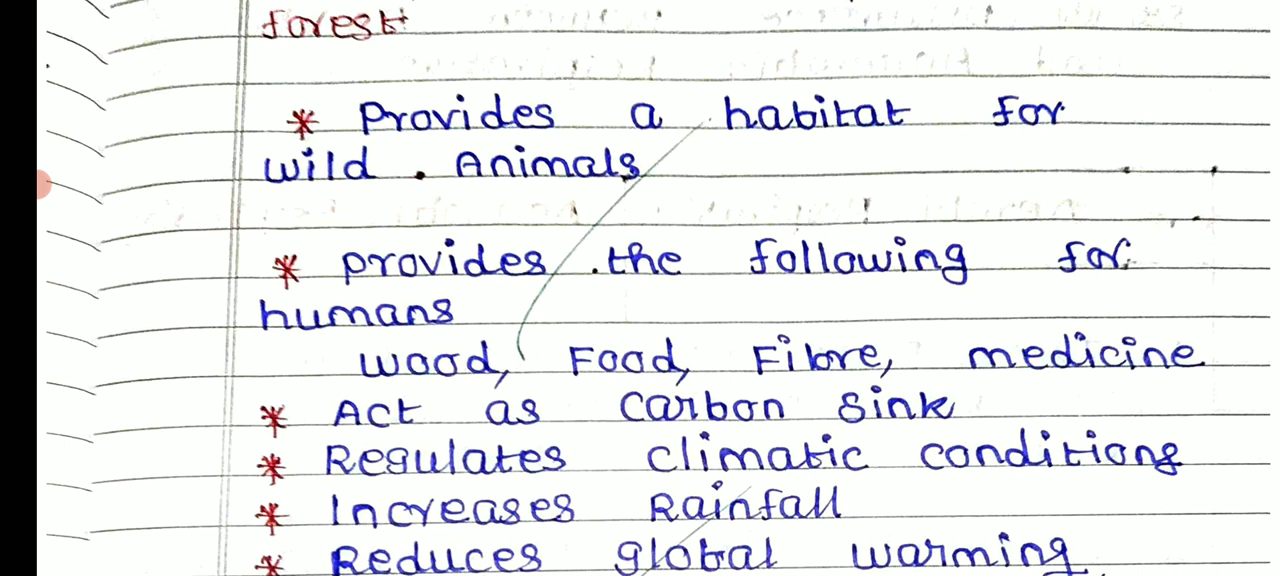 forest
* Provides a habitat for
wild . Animals
* provides the following for
humans
wood, Food, Fibre, medicine
* Act as carbon sink
* Regulates climatic conditions
* Increases Rainfall
* Reduces global warming